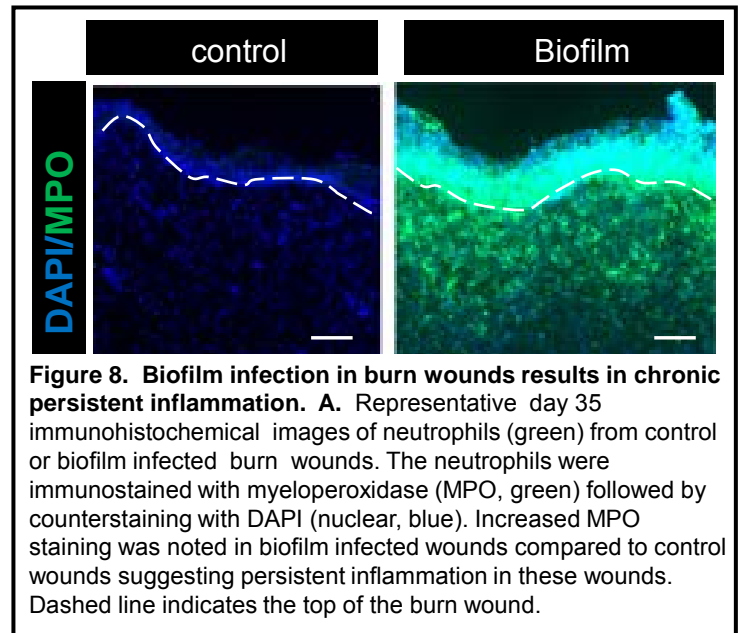 control
Biofilm
DAPI/MPO
Figure 8. Biofilm infection in burn wounds results in chronic
persistent inflammation. A. Representative day 35
immunohistochemical images of neutrophils (green) from control
or biofilm infected burn wounds. The neutrophils were
immunostained with myeloperoxidase (MPO, green) followed by
counterstaining with DAPI (nuclear, blue). Increased MPO
staining was noted in biofilm infected wounds compared to control
wounds suggesting persistent inflammation in these wounds.
Dashed line indicates the top of the burn wound.